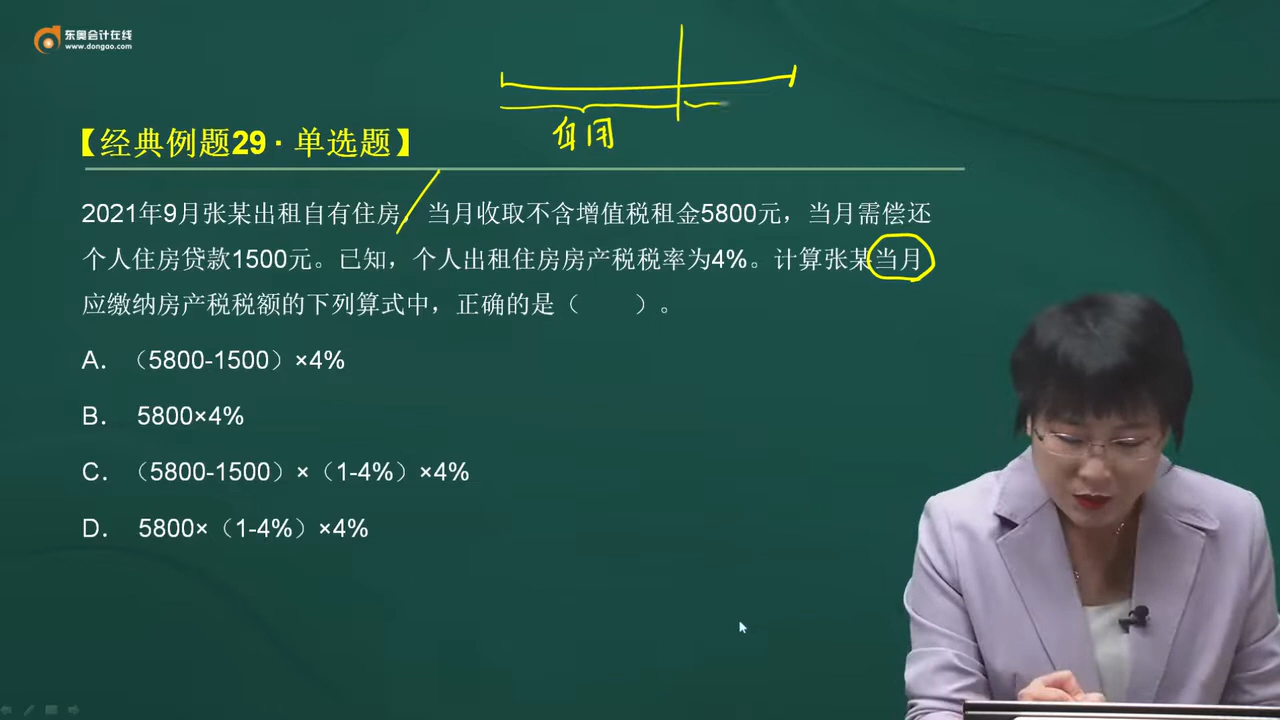 东奥会计在线
www.dongao.com
自用
【经典例题29·单选题】
2021年9月张某出租自有住房，当月收取不含增值税租金5800元，当月需偿还
个人住房贷款1500元。已知，个人出租住房房产税税率为4%。计算张某当月
应缴纳房产税税额的下列算式中，正确的是（　　）。
A. （5800-1500）×4%
B. 5800×4%
C. （5800-1500）×（1-4%）×4%
D. 5800×（1-4%）×4%